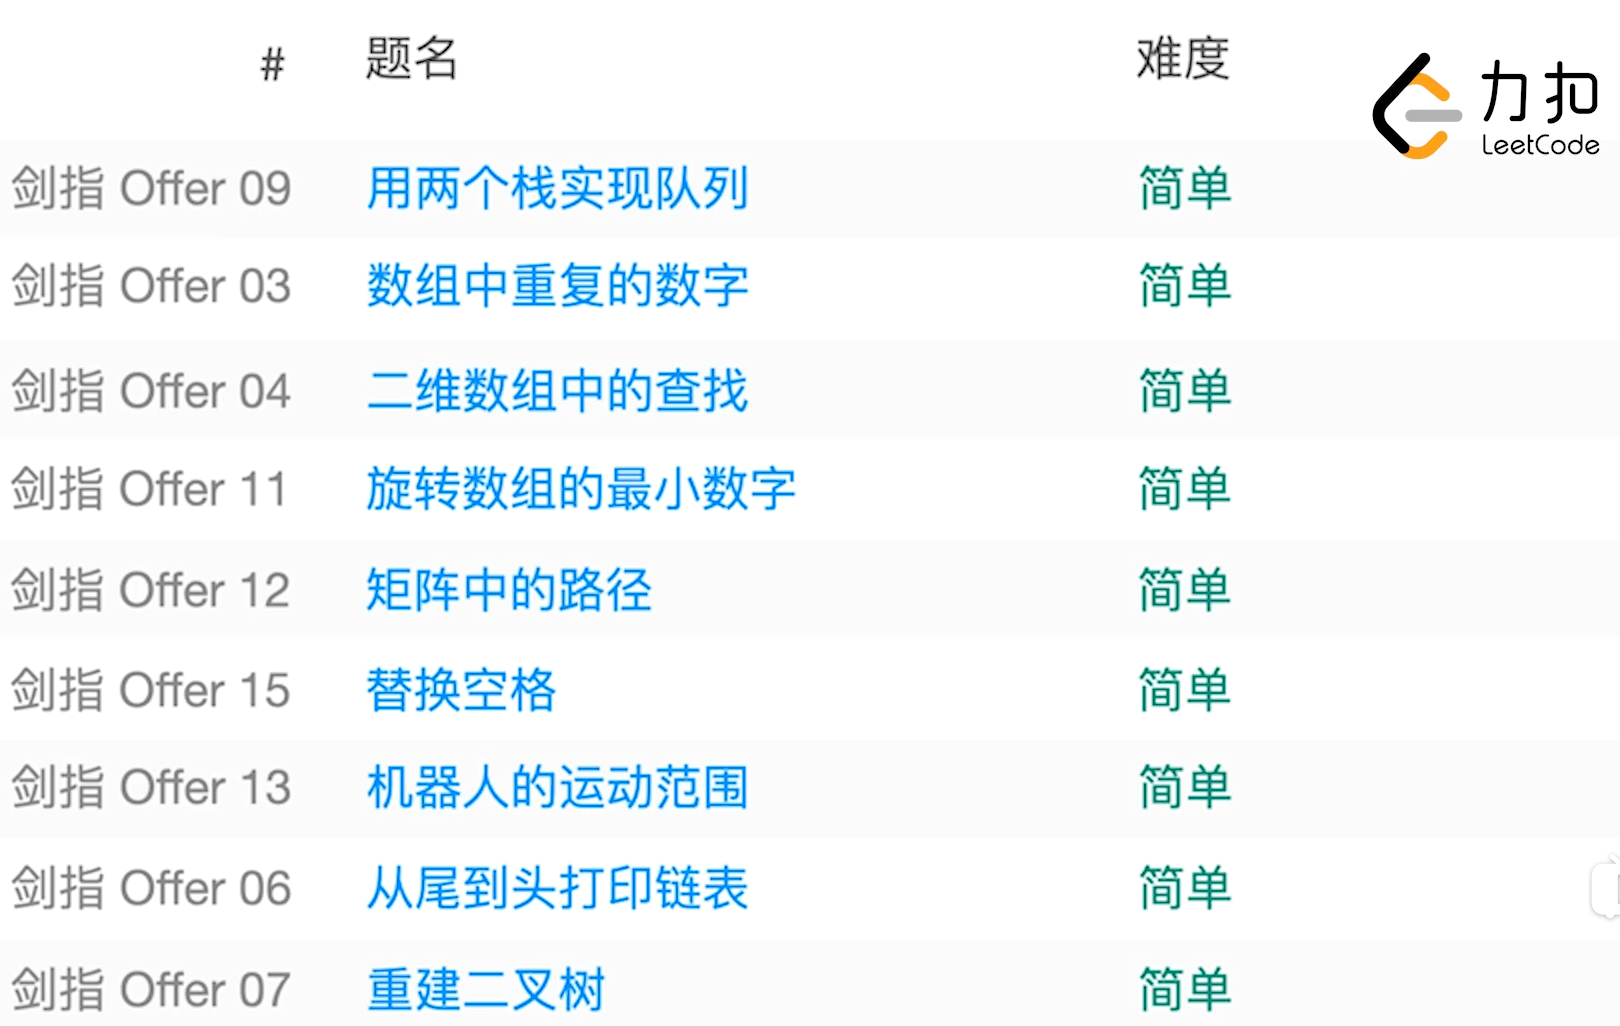 # 题名 难度
力扣
LeetCode
剑指 Offer 09 用两个栈实现队列 简单
剑指 Offer 03 数组中重复的数字 简单
剑指 Offer 04 二维数组中的查找 简单
剑指 Offer 11 旋转数组的最小数字 简单
剑指 Offer 12 矩阵中的路径 简单
剑指 Offer 15 替换空格 简单
剑指 Offer 13 机器人的运动范围 简单
剑指 Offer 06 从尾到头打印链表 简单
剑指 Offer 07 重建二叉树 简单